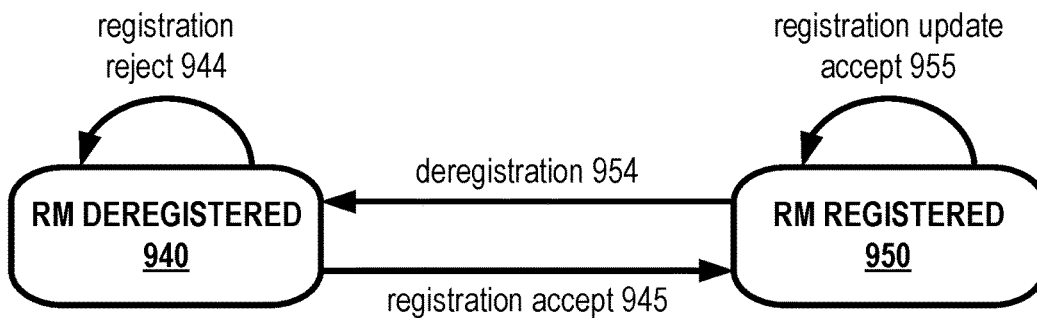 registration
reject 944
registration update
accept 955
deregistration 954
RM DEREGISTERED
940
RM REGISTERED
950
registration accept 945